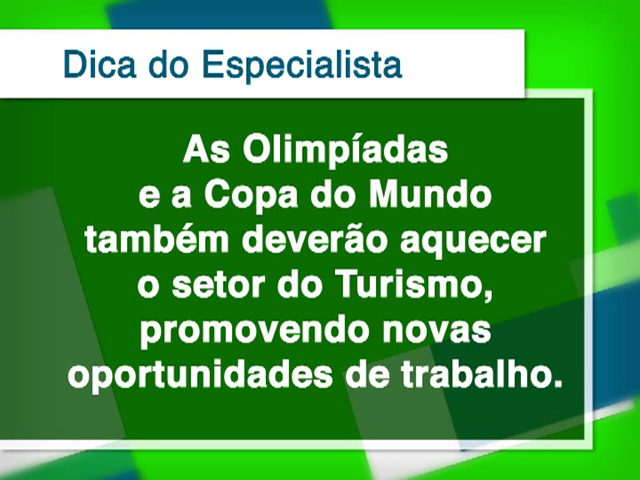 Dica do Especialista
As Olimpíadas
e a Copa do Mundo
também deverão aquecer
o setor do Turismo,
promovendo novas
oportunidades de trabalho.